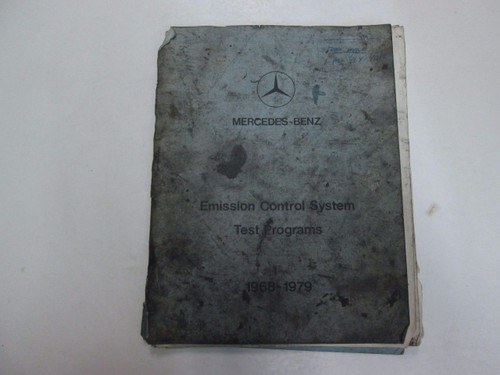 MERCEDES-BENZ
Emission Control System
Test Programs
1968-1979